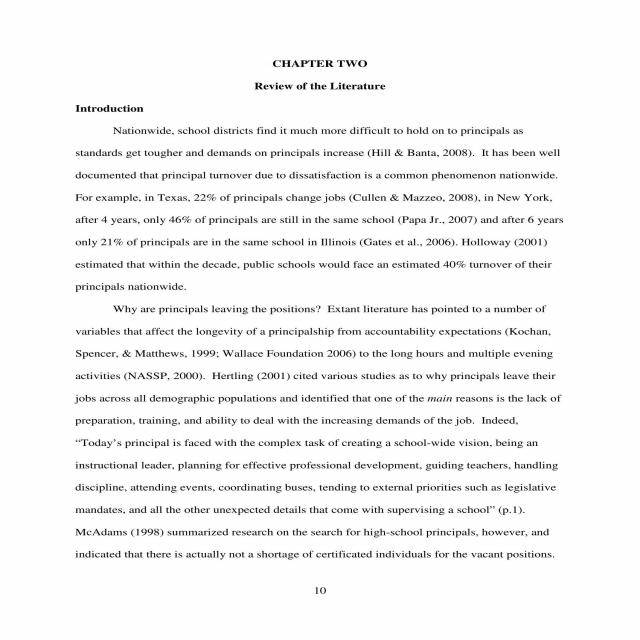 CHAPTER TWO
Review of the Literature
Introduction
Nationwide, school districts find it much more difficult to hold on to principals as
standards get tougher and demands on principals increase (Hill & Banta, 2008).  It has been well
documented that principal turnover due to dissatisfaction is a common phenomenon nationwide.
For example, in Texas, 22% of principals change jobs (Cullen & Mazzeo, 2008), in New York,
after 4 years, only 46% of principals are still in the same school (Papa Jr., 2007) and after 6 years
only 21% of principals are in the same school in Illinois (Gates et al., 2006). Holloway (2001)
estimated that within the decade, public schools would face an estimated 40% turnover of their
principals nationwide.
Why are principals leaving the positions?  Extant literature has pointed to a number of
variables that affect the longevity of a principalship from accountability expectations (Kochan,
Spencer, & Matthews, 1999; Wallace Foundation 2006) to the long hours and multiple evening
activities (NASSP, 2000).  Hertling (2001) cited various studies as to why principals leave their
jobs across all demographic populations and identified that one of the main reasons is the lack of
preparation, training, and ability to deal with the increasing demands of the job.  Indeed,
“Today’s principal is faced with the complex task of creating a school-wide vision, being an
instructional leader, planning for effective professional development, guiding teachers, handling
discipline, attending events, coordinating buses, tending to external priorities such as legislative
mandates, and all the other unexpected details that come with supervising a school” (p.1).
McAdams (1998) summarized research on the search for high-school principals, however, and
indicated that there is actually not a shortage of certificated individuals for the vacant positions.
10